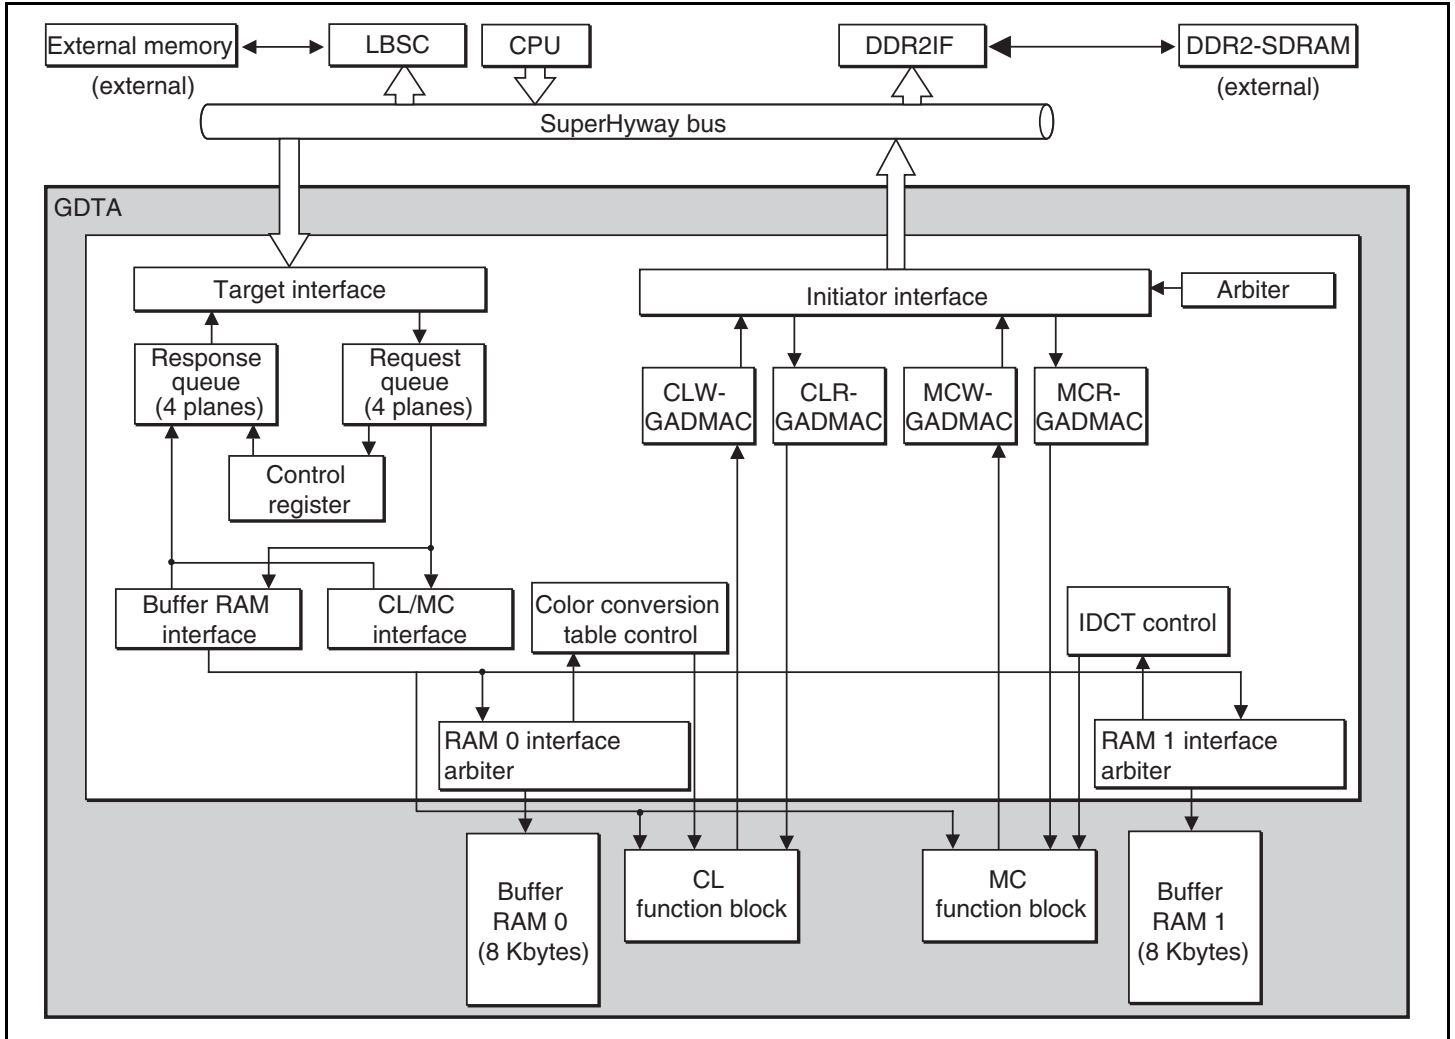 External memory
(external)
LBSC
CPU
DDR2IF
DDR2-SDRAM
(external)
SuperHyway bus
GDTA
Target interface
Initiator interface
Arbiter
Response
queue
(4 planes)
Request
queue
(4 planes)
CLW-
GADMAC
CLR-
GADMAC
MCW-
GADMAC
MCR-
GADMAC
Control
register
Buffer RAM
interface
CL/MC
interface
Color conversion
table control
IDCT control
RAM 0 interface
arbiter
RAM 1 interface
arbiter
Buffer
RAM 0
(8 Kbytes)
CL
function block
MC
function block
Buffer
RAM 1
(8 Kbytes)